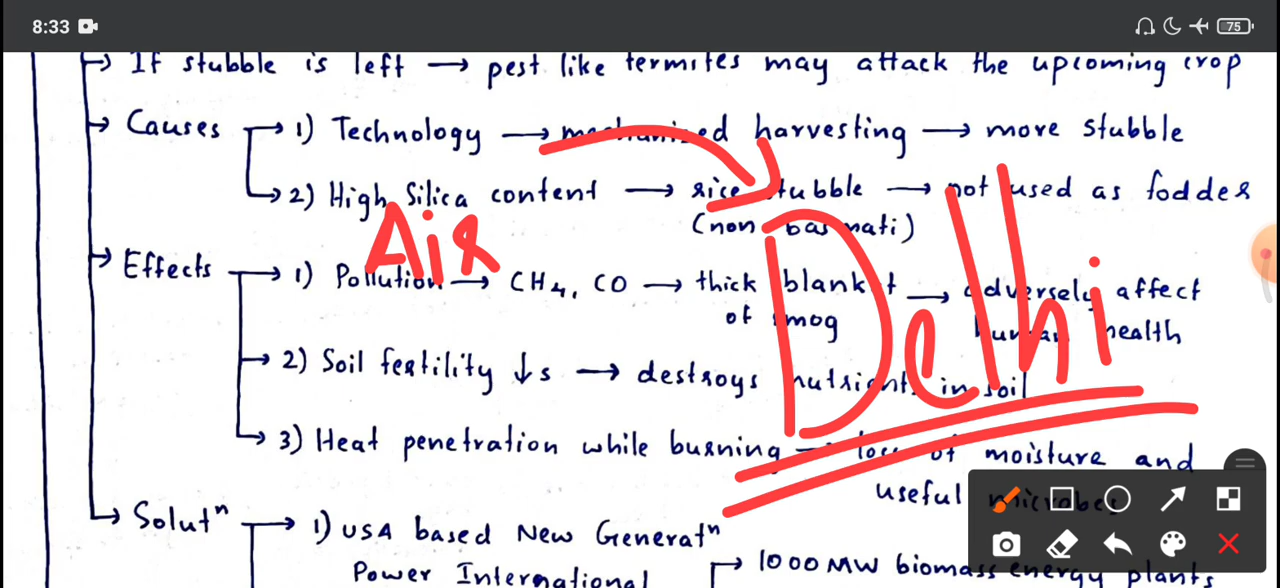 8:33
75
If stubble is left → pest like termites may attack the upcoming crop
Causes → 1) Technology → mechanized harvesting → more stubble
→ 2) High Silica content → rice stubble → not used as fodder
(non basmati)
Air
Effects → 1) Pollution → CH4, CO → thick blanket → adversely affect
of smog human health
Delhi
→ 2) Soil fertility ↓s → destroys nutrients in soil
→ 3) Heat penetration while burning → loss of moisture and
useful microbes
Solutⁿ → 1) USA based New Generatⁿ
Power International → 1000 MW biomass energy plants